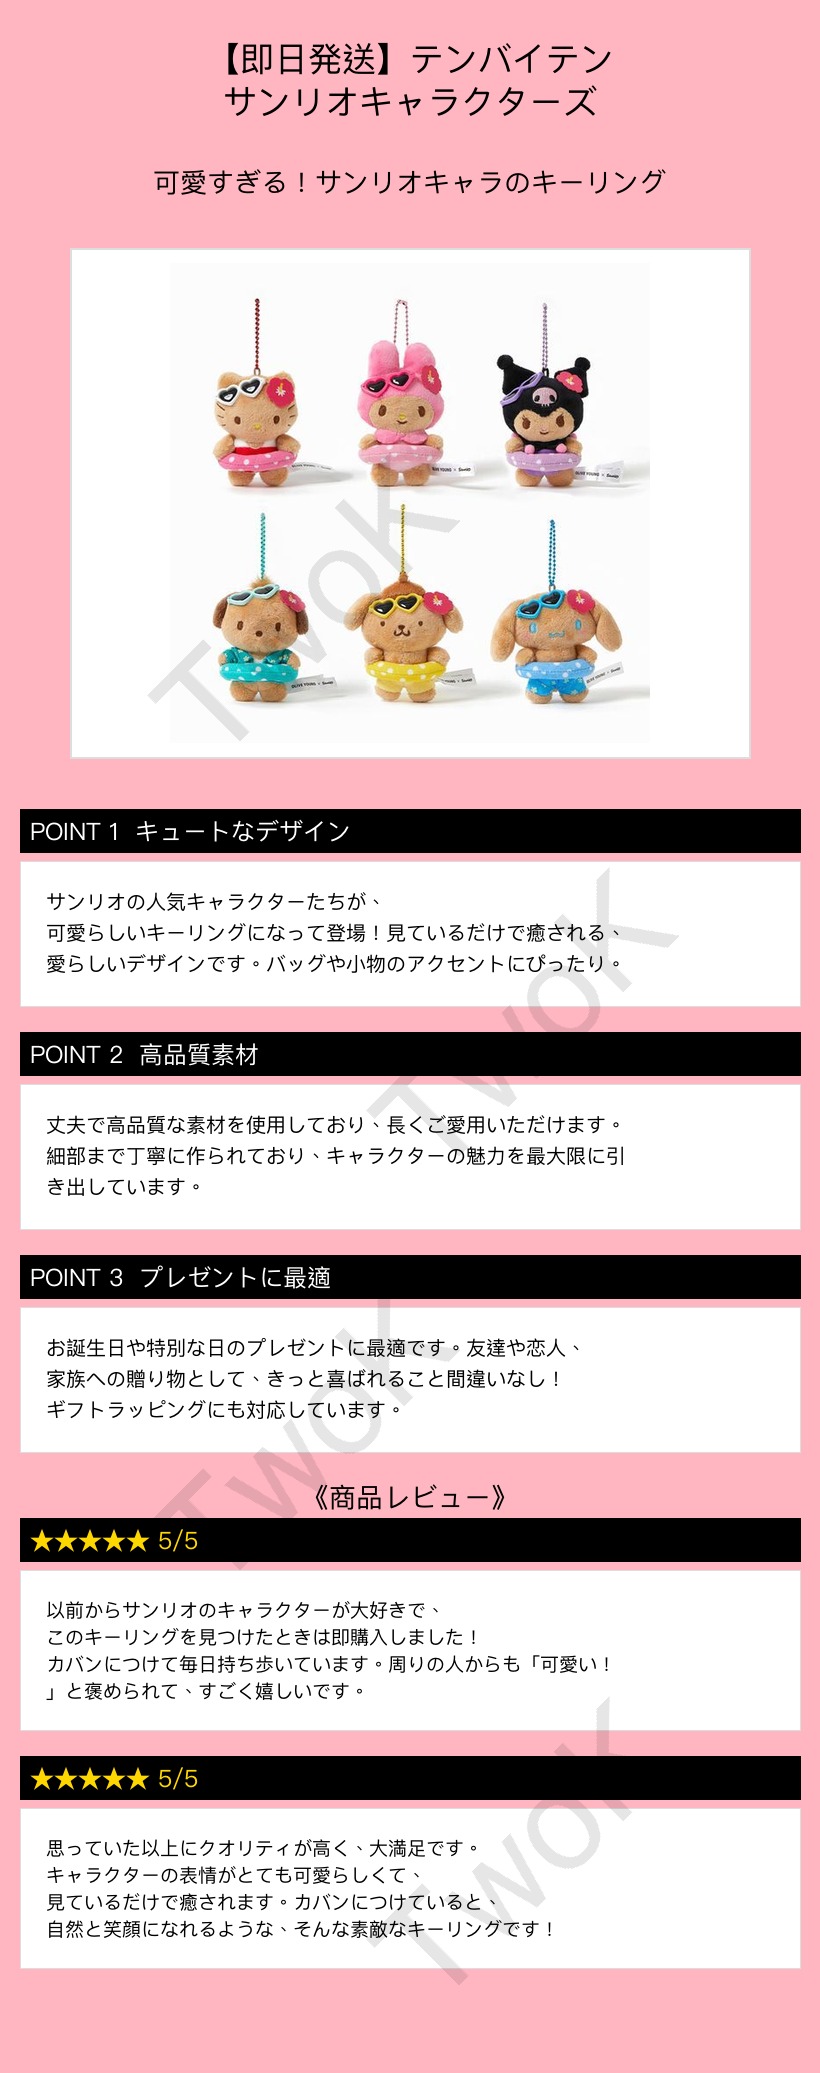 【即日発送】テンバイテン
サンリオキャラクターズ
可愛すぎる！サンリオキャラのキーリング
OLIVE YOUNG × Sanrio
OLIVE YOUNG × Sanrio
OLIVE YOUNG × Sanrio
OLIVE YOUNG × Sanrio
TwoK
POINT 1 キュートなデザイン
サンリオの人気キャラクターたちが、
可愛らしいキーリングになって登場！見ているだけで癒される、
愛らしいデザインです。バッグや小物のアクセントにぴったり。
TwoK
POINT 2 高品質素材
丈夫で高品質な素材を使用しており、長くご愛用いただけます。
細部まで丁寧に作られており、キャラクターの魅力を最大限に引
き出しています。
POINT 3 プレゼントに最適
お誕生日や特別な日のプレゼントに最適です。友達や恋人、
家族への贈り物として、きっと喜ばれること間違いなし！
ギフトラッピングにも対応しています。
TwoK
《商品レビュー》
★★★★★ 5/5
以前からサンリオのキャラクターが大好きで、
このキーリングを見つけたときは即購入しました！
カバンにつけて毎日持ち歩いています。周りの人からも「可愛い！
」と褒められて、すごく嬉しいです。
★★★★★ 5/5
思っていた以上にクオリティが高く、大満足です。
キャラクターの表情がとても可愛らしくて、
見ているだけで癒されます。カバンにつけていると、
自然と笑顔になれるような、そんな素敵なキーリングです！
TwoK